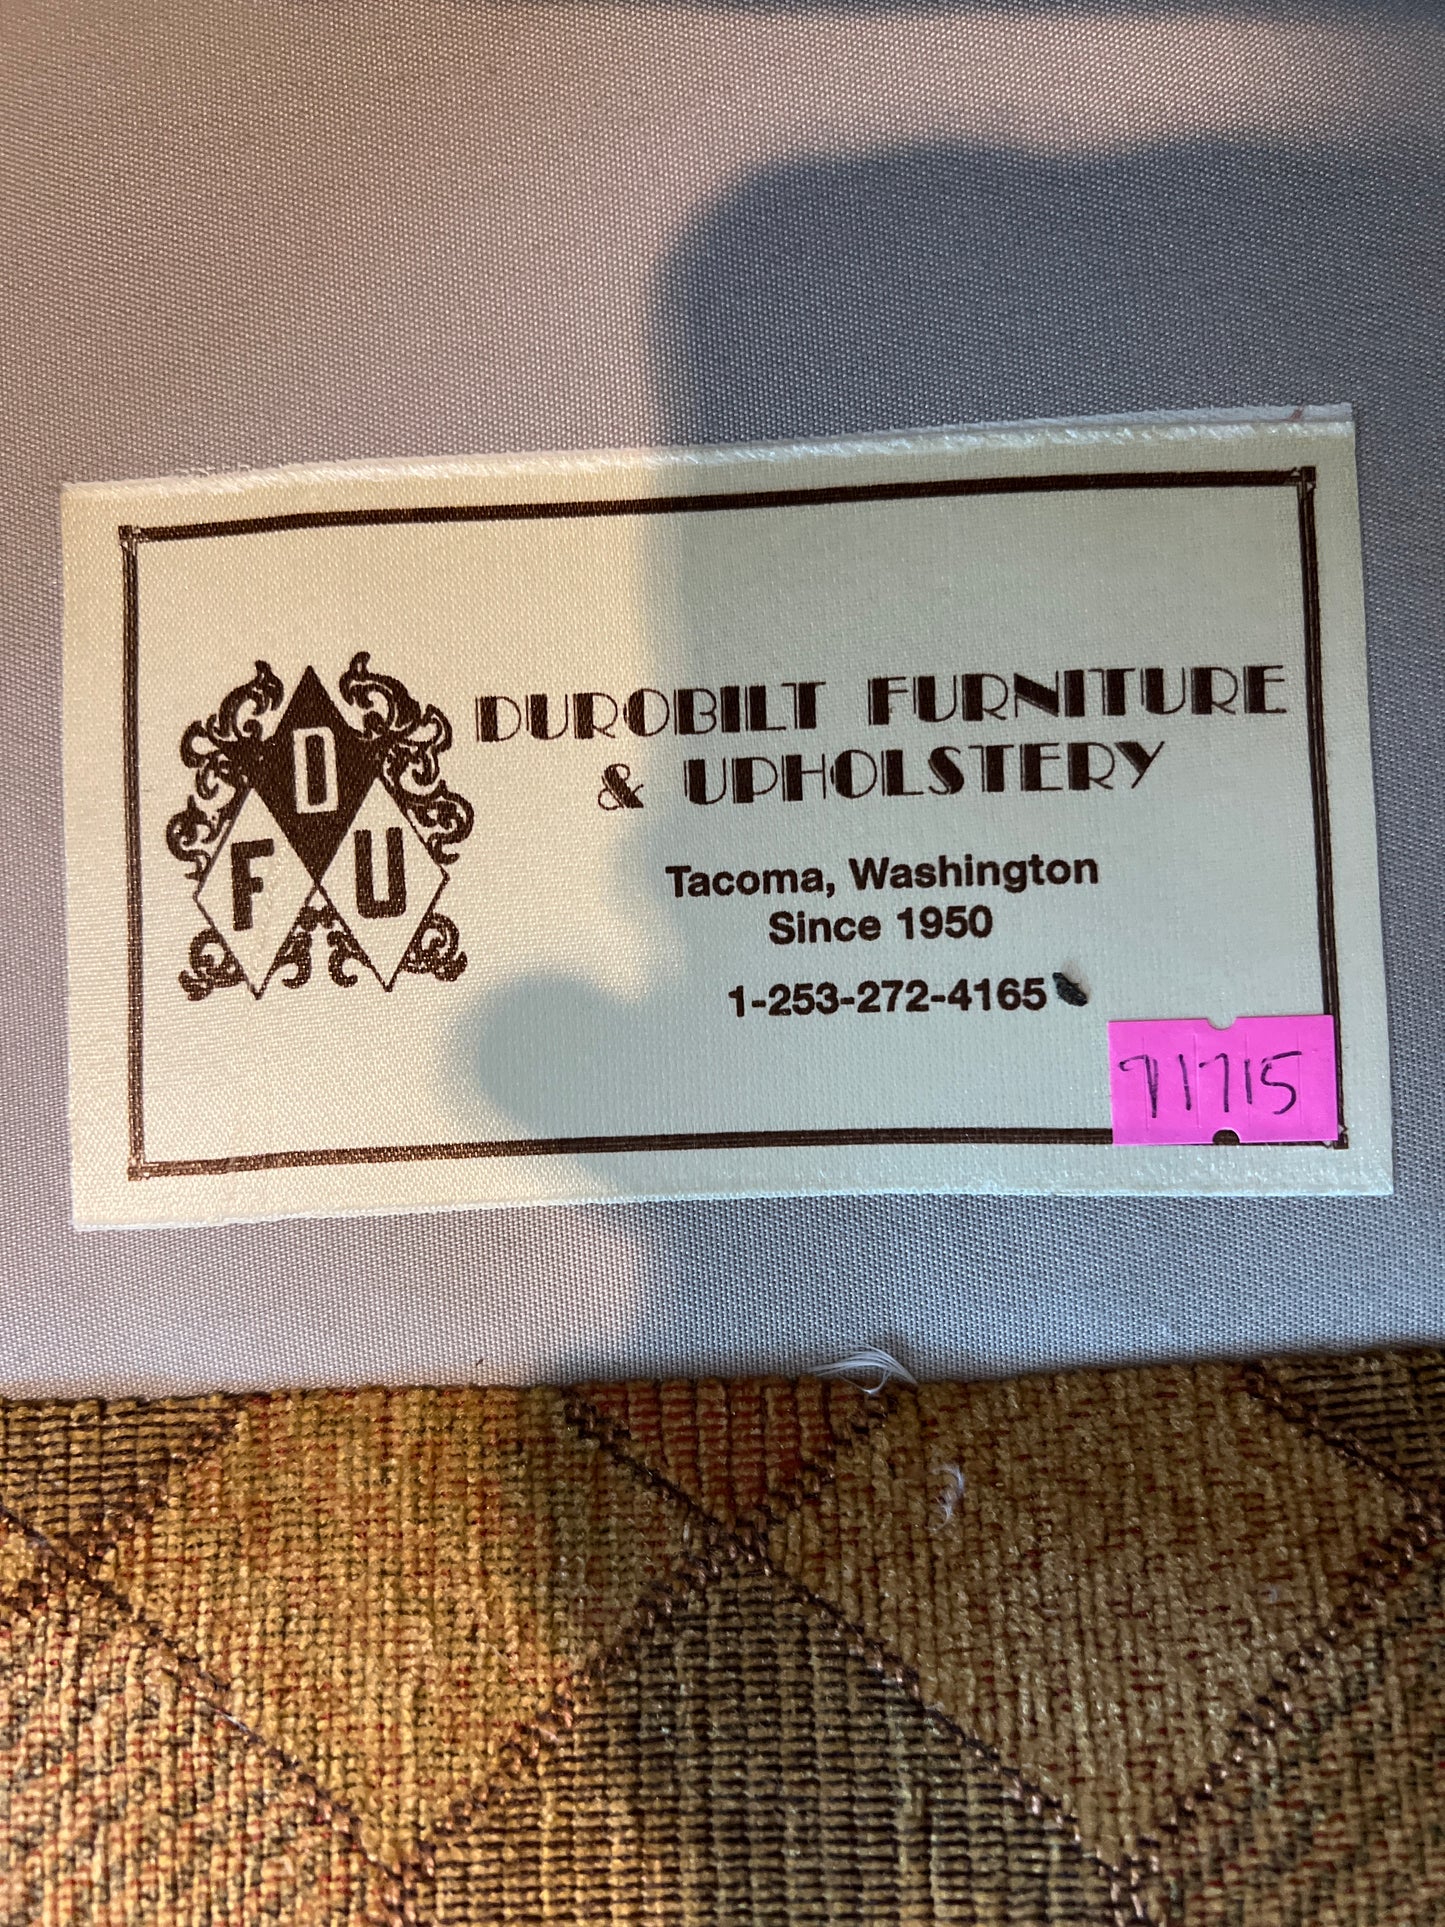 D
F U
DUROBILT FURNITURE
& UPHOLSTERY
Tacoma, Washington
Since 1950
1-253-272-4165
71715